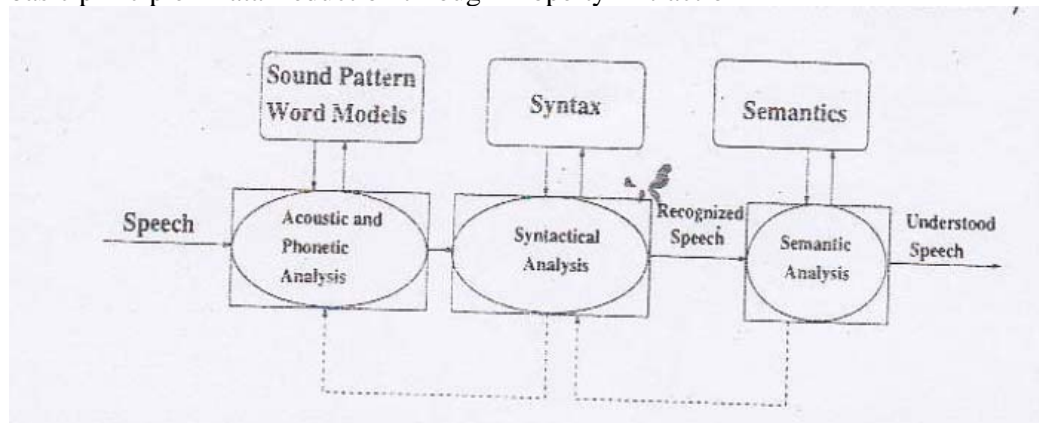 Sound Pattern
Word Models
Syntax
Semantics
Speech
Acoustic and
Phonetic
Analysis
Syntactical
Analysis
Recognized
Speech
Semantic
Analysis
Understood
Speech